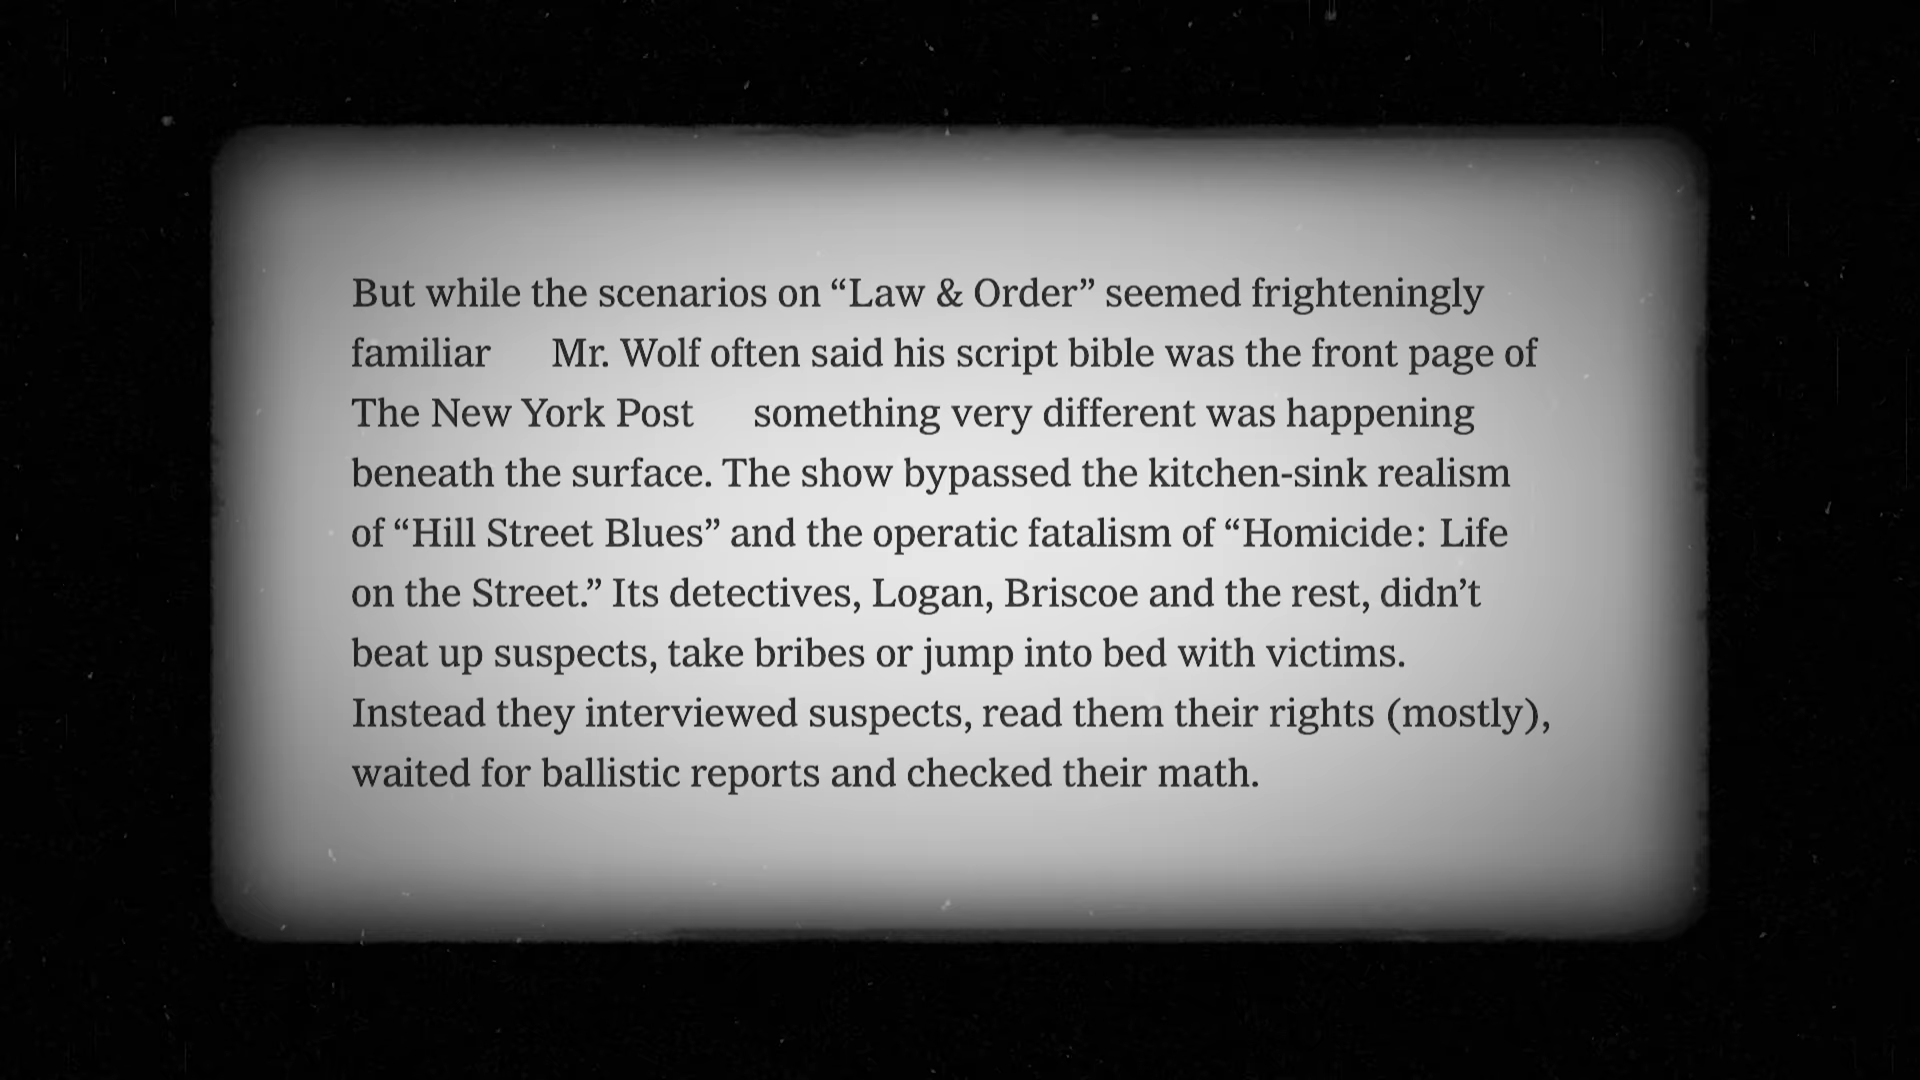 But while the scenarios on “Law & Order” seemed frighteningly
familiar Mr. Wolf often said his script bible was the front page of
The New York Post something very different was happening
beneath the surface. The show bypassed the kitchen-sink realism
of “Hill Street Blues” and the operatic fatalism of “Homicide: Life
on the Street.” Its detectives, Logan, Briscoe and the rest, didn’t
beat up suspects, take bribes or jump into bed with victims.
Instead they interviewed suspects, read them their rights (mostly),
waited for ballistic reports and checked their math.